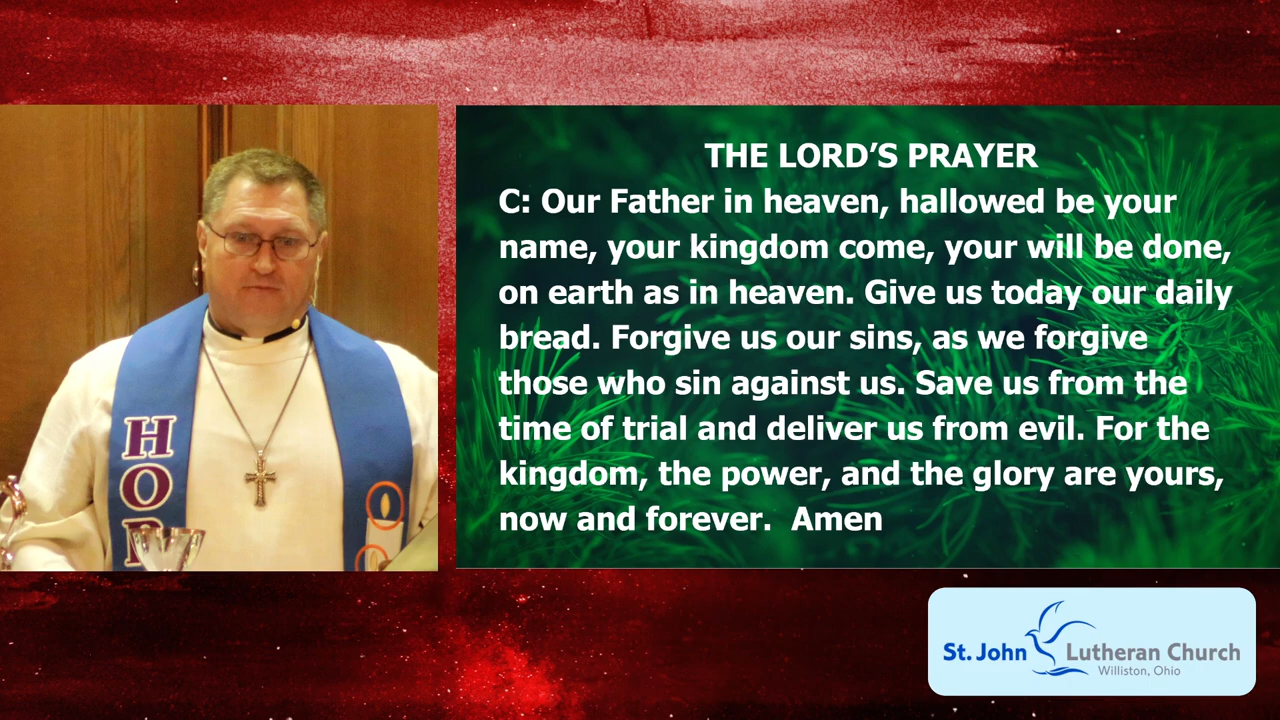 THE LORD’S PRAYER
C: Our Father in heaven, hallowed be your
name, your kingdom come, your will be done,
on earth as in heaven. Give us today our daily
bread. Forgive us our sins, as we forgive
those who sin against us. Save us from the
time of trial and deliver us from evil. For the
kingdom, the power, and the glory are yours,
now and forever.  Amen
H
O
St. John Lutheran Church
Williston, Ohio